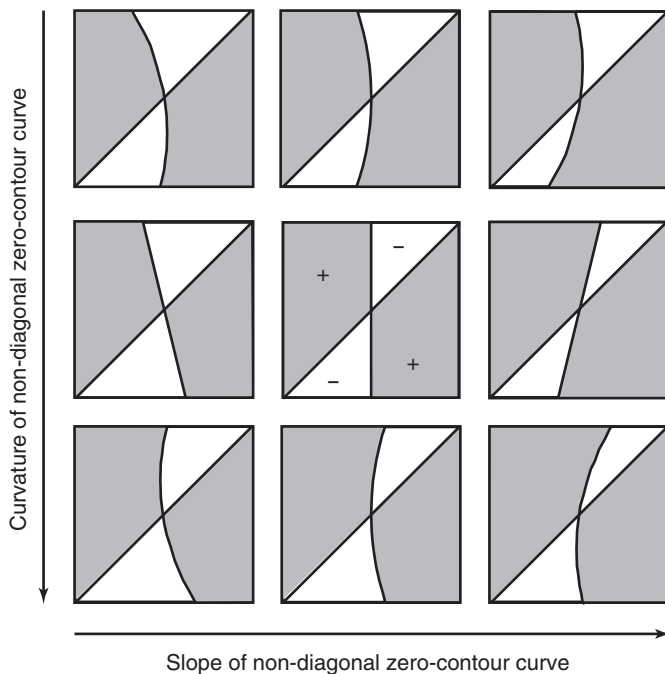 Curvature of non-diagonal zero-contour curve
–
+
+
–
Slope of non-diagonal zero-contour curve